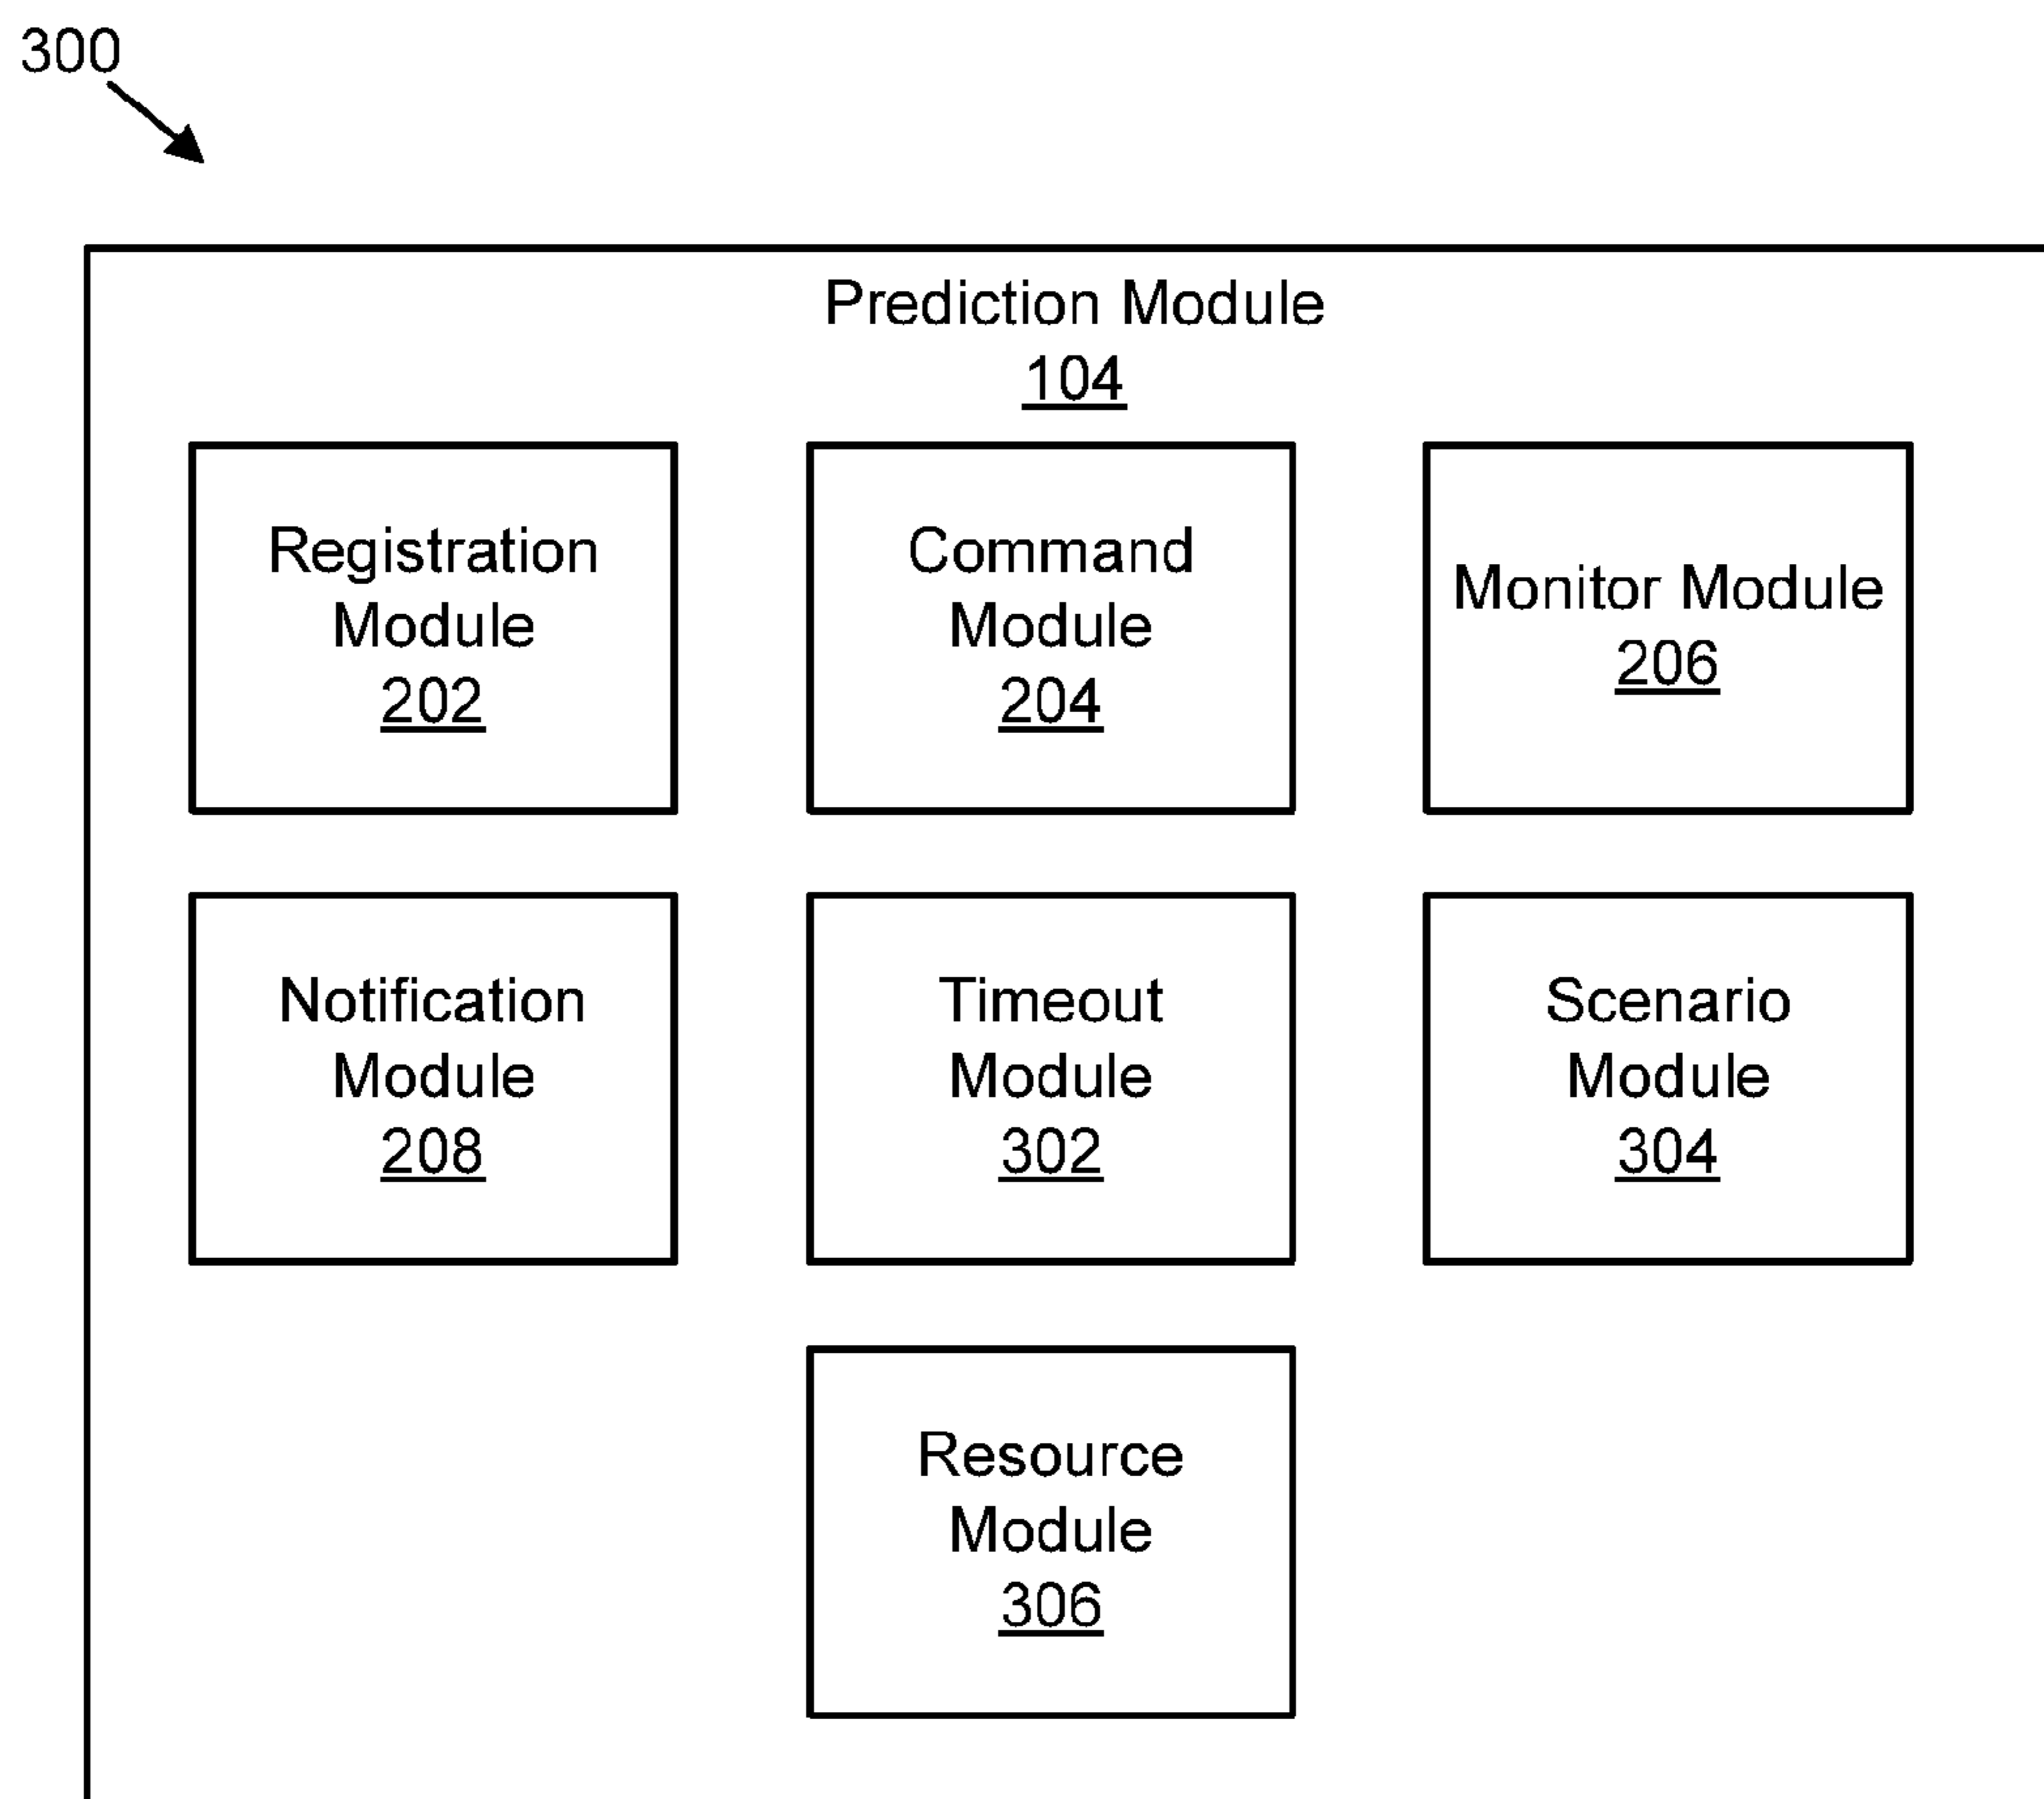 300
Prediction Module
104
Registration
Module
202
Command
Module
204
Monitor Module
206
Notification
Module
208
Timeout
Module
302
Scenario
Module
304
Resource
Module
306